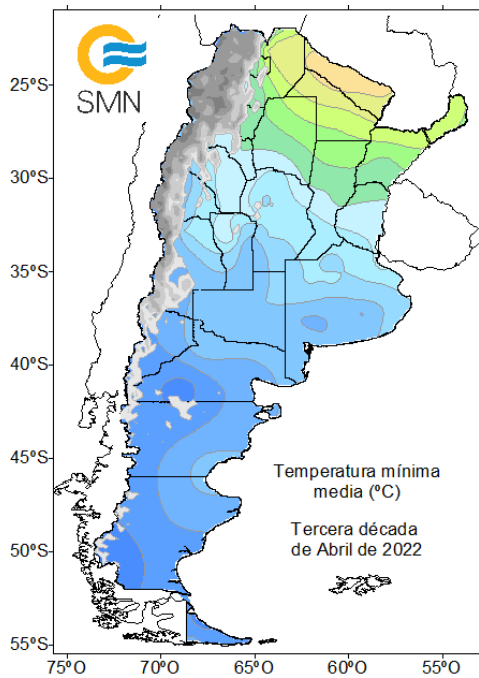 SMN
25°S
30°S
35°S
40°S
45°S
50°S
55°S
Temperatura mínima
media (ºC)
Tercera década
de Abril de 2022
75°O
70°O
65°O
60°O
55°O